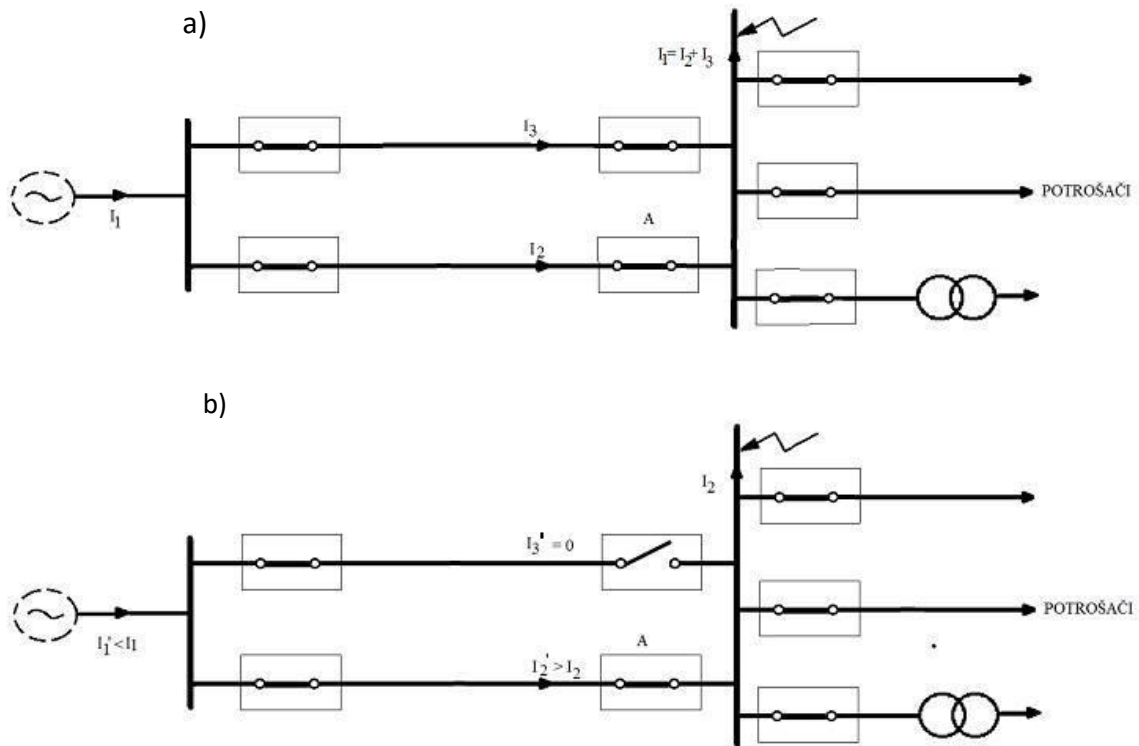 a)
I₁= I₂+ I₃
I₃
I₁
A
I₂
POTROŠAČI
b)
I₂
I₃' = 0
I₁' < I₁
A
I₂' > I₂
POTROŠAČI